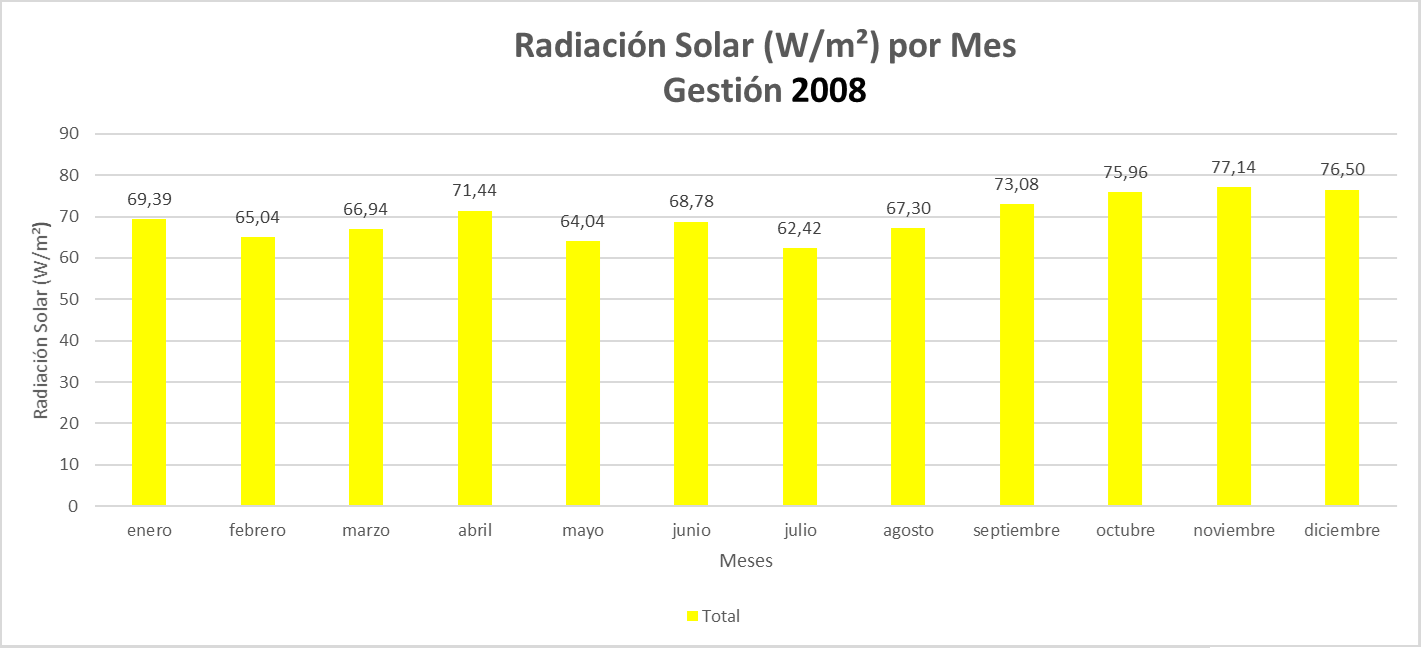 Radiación Solar (W/m²) por Mes
Gestión 2008
Radiación Solar (W/m²)
90
80
70
60
50
40
30
20
10
0
69,39
65,04
66,94
71,44
64,04
68,78
62,42
67,30
73,08
75,96
77,14
76,50
enero
febrero
marzo
abril
mayo
junio
julio
agosto
septiembre
octubre
noviembre
diciembre
Meses
Total